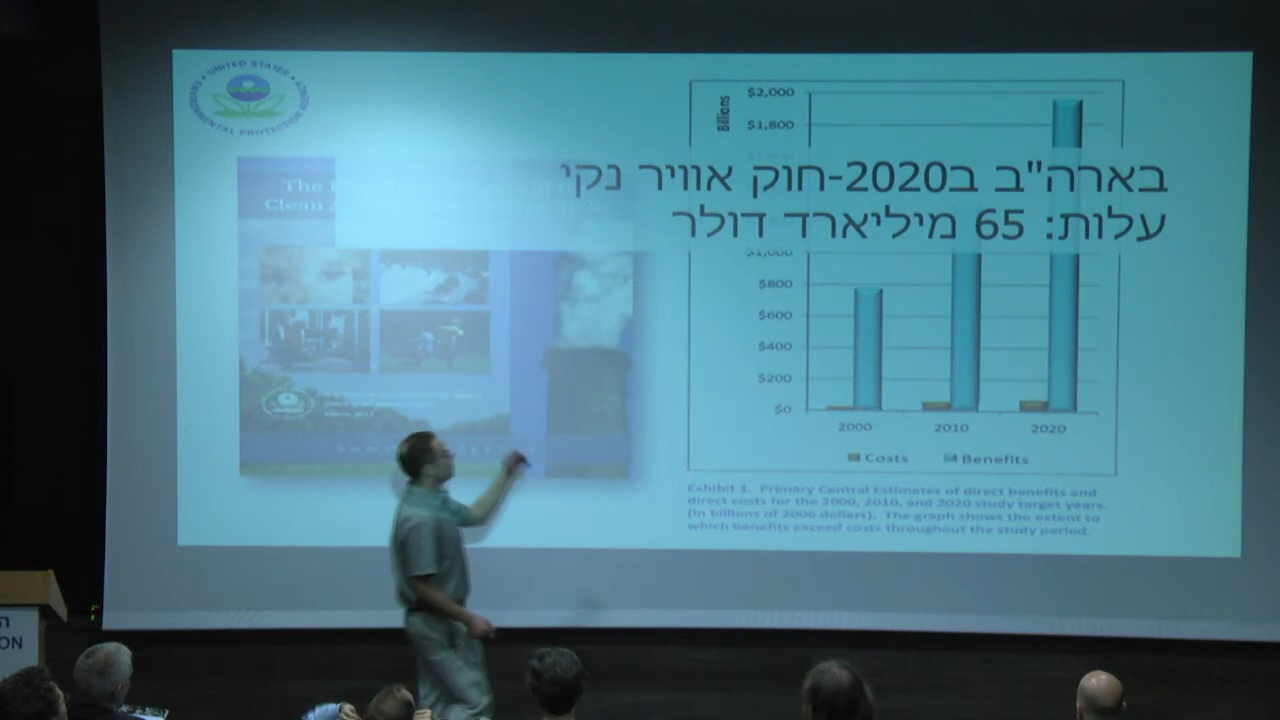 UNITED STATES
ENVIRONMENTAL PROTECTION AGENCY
The
Clean
בארה"ב ב2020-חוק אוויר נקי
עלות: 65 מיליארד דולר
Billions
$2,000
$1,800
$1,000
$800
$600
$400
$200
$0
2000
2010
2020
Costs
Benefits
Exhibit 1. Primary Central Estimates of direct benefits and
direct costs for the 2000, 2010, and 2020 study target years.
(In billions of 2006 dollars). The graph shows the extent to
which benefits exceed costs throughout the study period.
ON